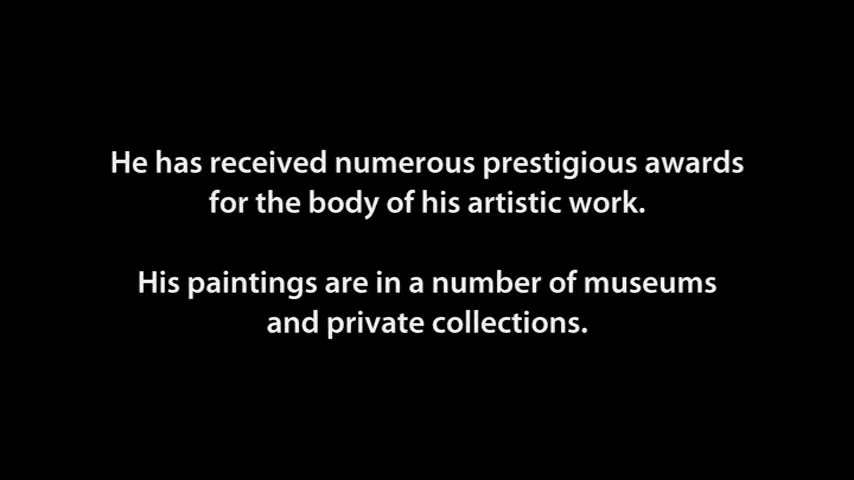 He has received numerous prestigious awards
for the body of his artistic work.
His paintings are in a number of museums
and private collections.